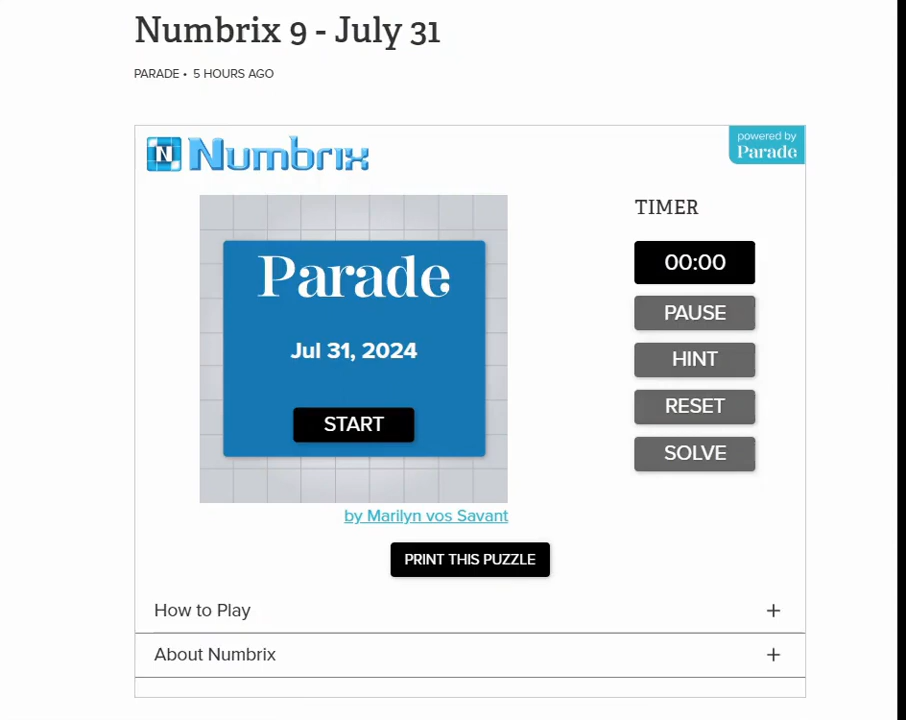 Numbrix 9 - July 31
PARADE • 5 HOURS AGO
N Numbrix
powered by
Parade
TIMER
Parade
00:00
PAUSE
Jul 31, 2024
HINT
RESET
START
SOLVE
by Marilyn vos Savant
PRINT THIS PUZZLE
How to Play +
About Numbrix +